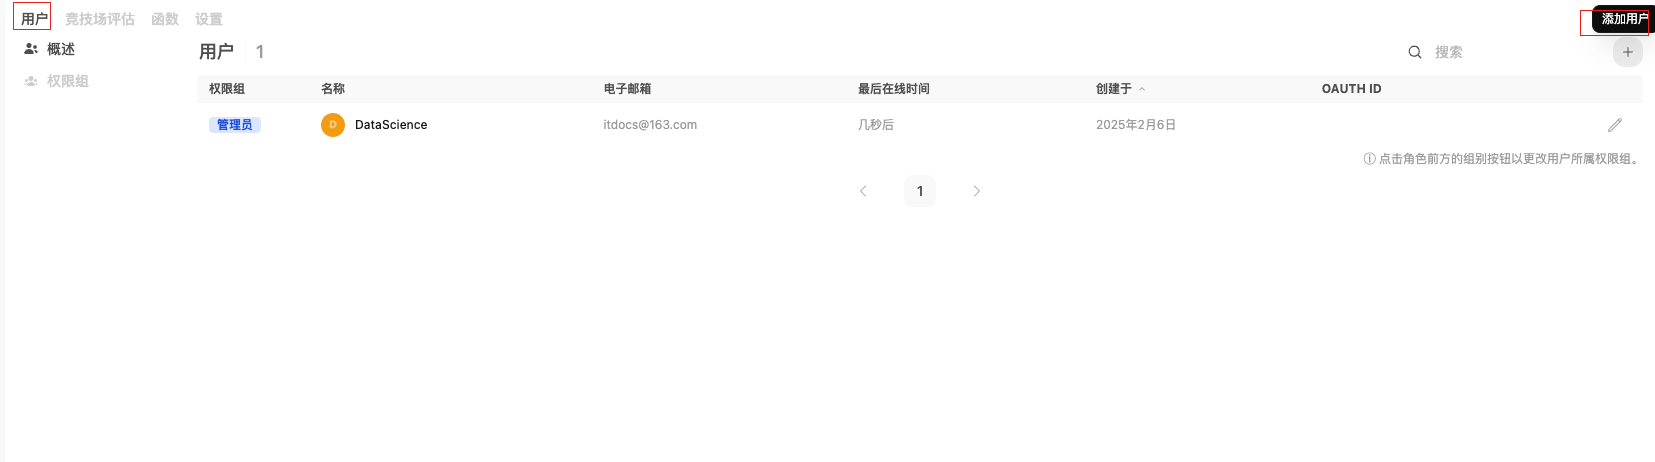 用户 竞技场评估 函数 设置 添加用户
概述
权限组
用户 1 搜索
权限组 名称 电子邮箱 最后在线时间 创建于 OAUTH ID
管理员 D DataScience itdocs@163.com 几秒后 2025年2月6日
点击角色前方的组别按钮以更改用户所属权限组。
1